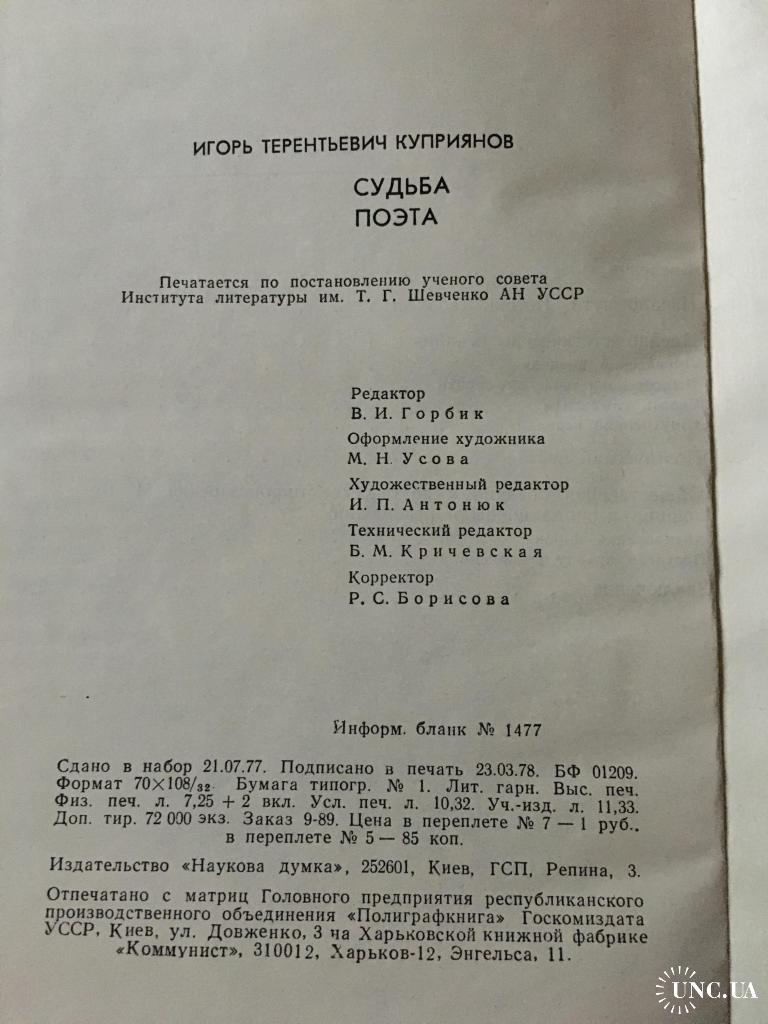 ИГОРЬ ТЕРЕНТЬЕВИЧ КУПРИЯНОВ
СУДЬБА
ПОЭТА
Печатается по постановлению ученого совета
Института литературы им. Т. Г. Шевченко АН УССР
Редактор
В. И. Горбик
Оформление художника
М. Н. Усова
Художественный редактор
И. П. Антонюк
Технический редактор
Б. М. Кричевская
Корректор
Р. С. Борисова
Информ. бланк № 1477
Сдано в набор 21.07.77. Подписано в печать 23.03.78. БФ 01209.
Формат 70×108/32. Бумага типогр. № 1. Лит. гарн. Выс. печ.
Физ. печ. л. 7,25 + 2 вкл. Усл. печ. л. 10,32. Уч.-изд. л. 11,33.
Доп. тир. 72 000 экз. Заказ 9-89. Цена в переплете № 7 — 1 руб.,
в переплете № 5 — 85 коп.
Издательство «Наукова думка», 252601, Киев, ГСП, Репина, 3.
Отпечатано с матриц Головного предприятия республиканского
производственного объединения «Полиграфкнига» Госкомиздата
УССР, Киев, ул. Довженко, 3 на Харьковской книжной фабрике
«Коммунист», 310012, Харьков-12, Энгельса, 11.
UNC.UA